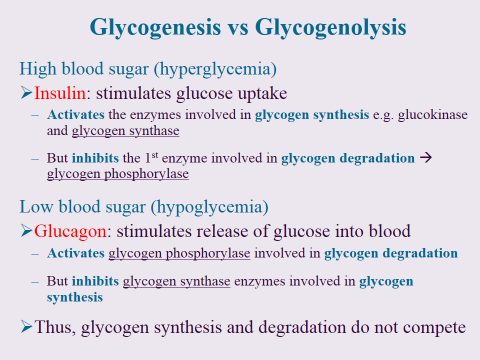 Glycogenesis vs Glycogenolysis
High blood sugar (hyperglycemia)
➢Insulin: stimulates glucose uptake
– Activates the enzymes involved in glycogen synthesis e.g. glucokinase
and glycogen synthase
– But inhibits the 1st enzyme involved in glycogen degradation →
glycogen phosphorylase
Low blood sugar (hypoglycemia)
➢Glucagon: stimulates release of glucose into blood
– Activates glycogen phosphorylase involved in glycogen degradation
– But inhibits glycogen synthase enzymes involved in glycogen
synthesis
➢Thus, glycogen synthesis and degradation do not compete